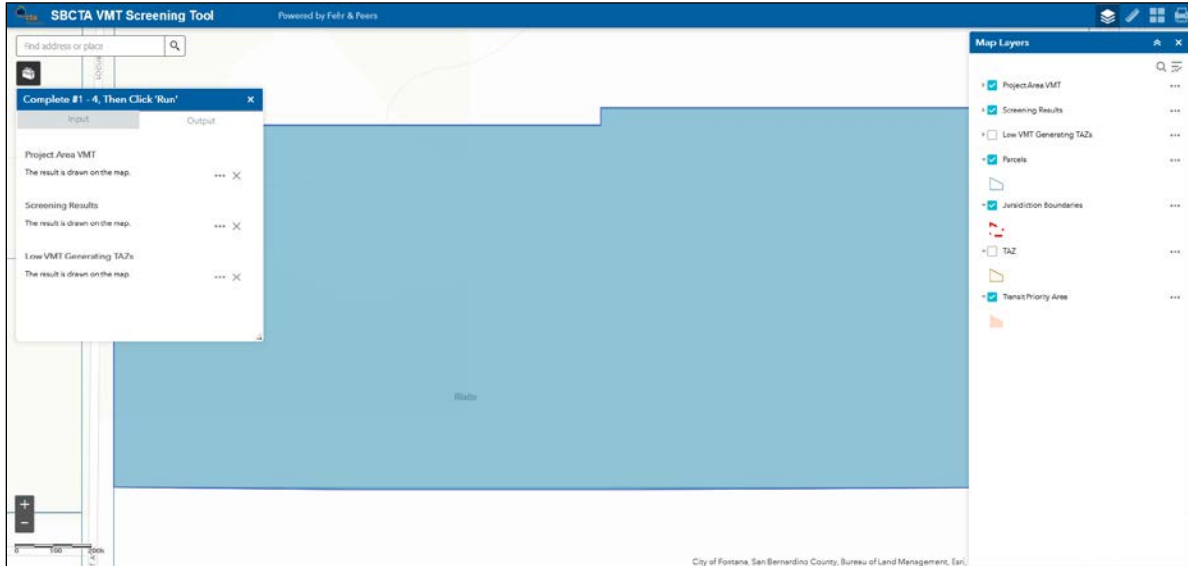 SBCTA VMT Screening Tool
Powered by Fehr & Peers
Find address or place
Complete #1 - 4, Then Click 'Run'
Input
Output
Project Area VMT
The result is drawn on the map.
Screening Results
The result is drawn on the map.
Low VMT Generating TAZs
The result is drawn on the map.
Rialto
0 100 200ft
Map Layers
Project Area VMT
Screening Results
Low VMT Generating TAZs
Parcels
Jurisidiction Boundaries
TAZ
Transit Priority Area
City of Fontana, San Bernardino County, Bureau of Land Management, Esri,